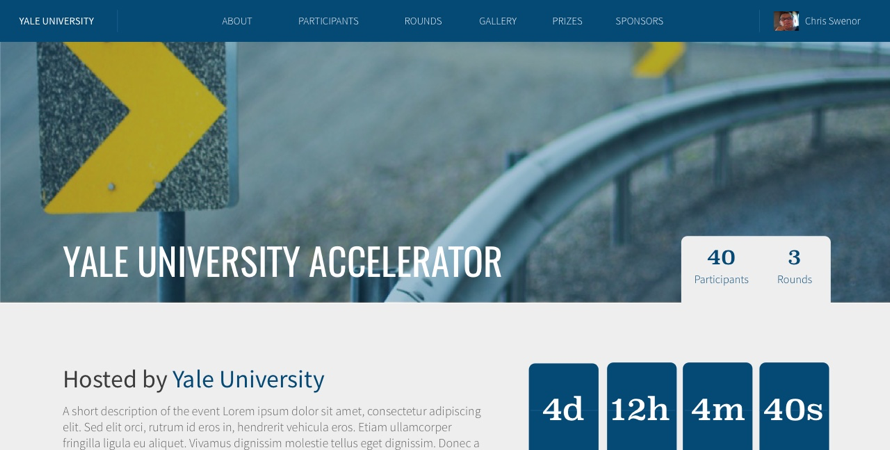 YALE UNIVERSITY ABOUT PARTICIPANTS ROUNDS GALLERY PRIZES SPONSORS Chris Swenor
YALE UNIVERSITY ACCELERATOR
40 3
Participants Rounds
Hosted by Yale University
A short description of the event Lorem ipsum dolor sit amet, consectetur adipiscing
elit. Sed elit orci, rutrum id eros in, hendrerit vehicula eros. Etiam ullamcorper
fringilla ligula eu aliquet. Vivamus dignissim molestie tellus eget dignissim. Donec a
4d 12h 4m 40s